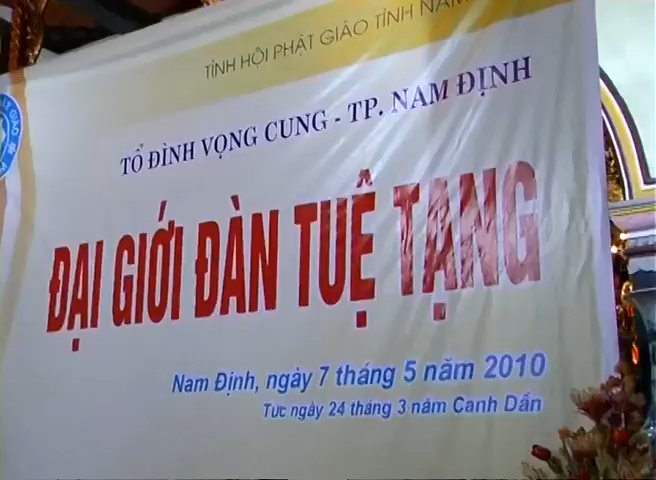 TỈNH HỘI PHẬT GIÁO TỈNH NAM
TỔ ĐÌNH VỌNG CUNG - TP. NAM ĐỊNH
ĐẠI GIỚI ĐÀN TUỆ TẠNG
Nam Định, ngày 7 tháng 5 năm 2010
Tức ngày 24 tháng 3 năm Canh Dần